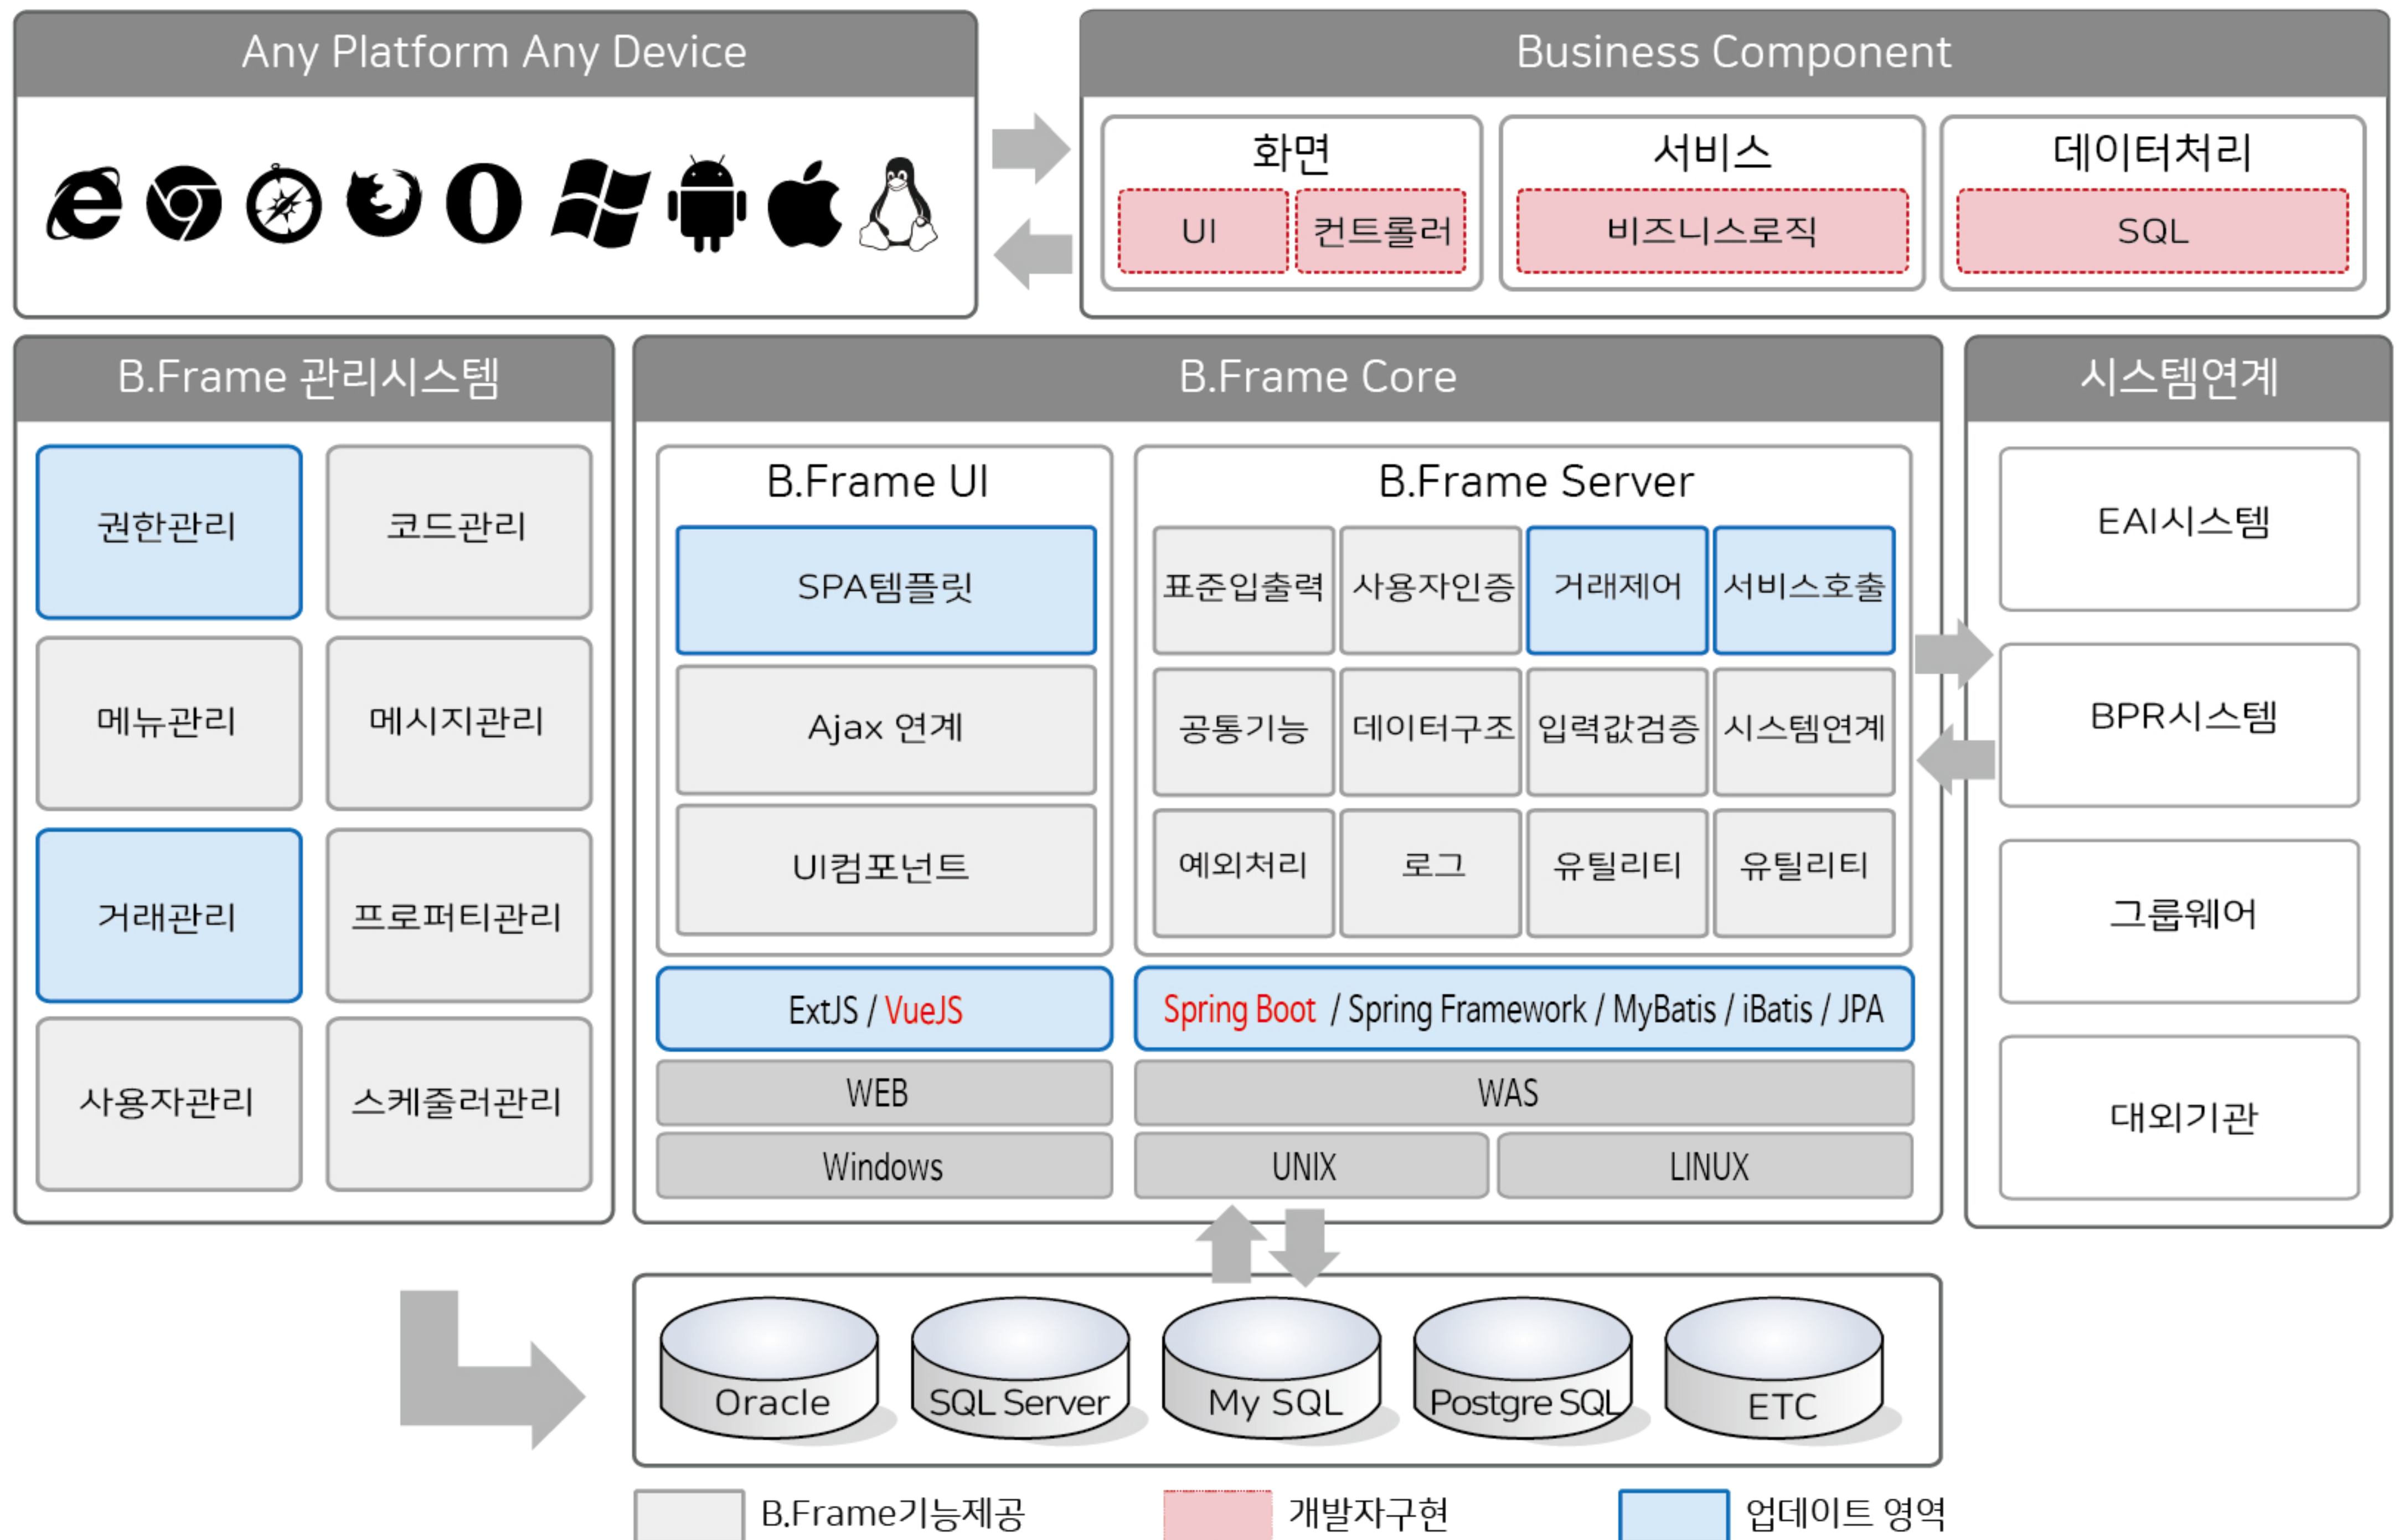 Any Platform Any Device
Business Component
화면
UI
컨트롤러
서비스
비즈니스로직
데이터처리
SQL
B.Frame 관리시스템
권한관리
코드관리
메뉴관리
메시지관리
거래관리
프로퍼티관리
사용자관리
스케줄러관리
B.Frame Core
B.Frame UI
SPA템플릿
Ajax 연계
UI컴포넌트
B.Frame Server
표준입출력
사용자인증
거래제어
서비스호출
공통기능
데이터구조
입력값검증
시스템연계
예외처리
로그
유틸리티
유틸리티
ExtJS / VueJS
Spring Boot / Spring Framework / MyBatis / iBatis / JPA
WEB
WAS
Windows
UNIX
LINUX
시스템연계
EAI시스템
BPR시스템
그룹웨어
대외기관
Oracle
SQL Server
My SQL
Postgre SQL
ETC
B.Frame기능제공
개발자구현
업데이트 영역